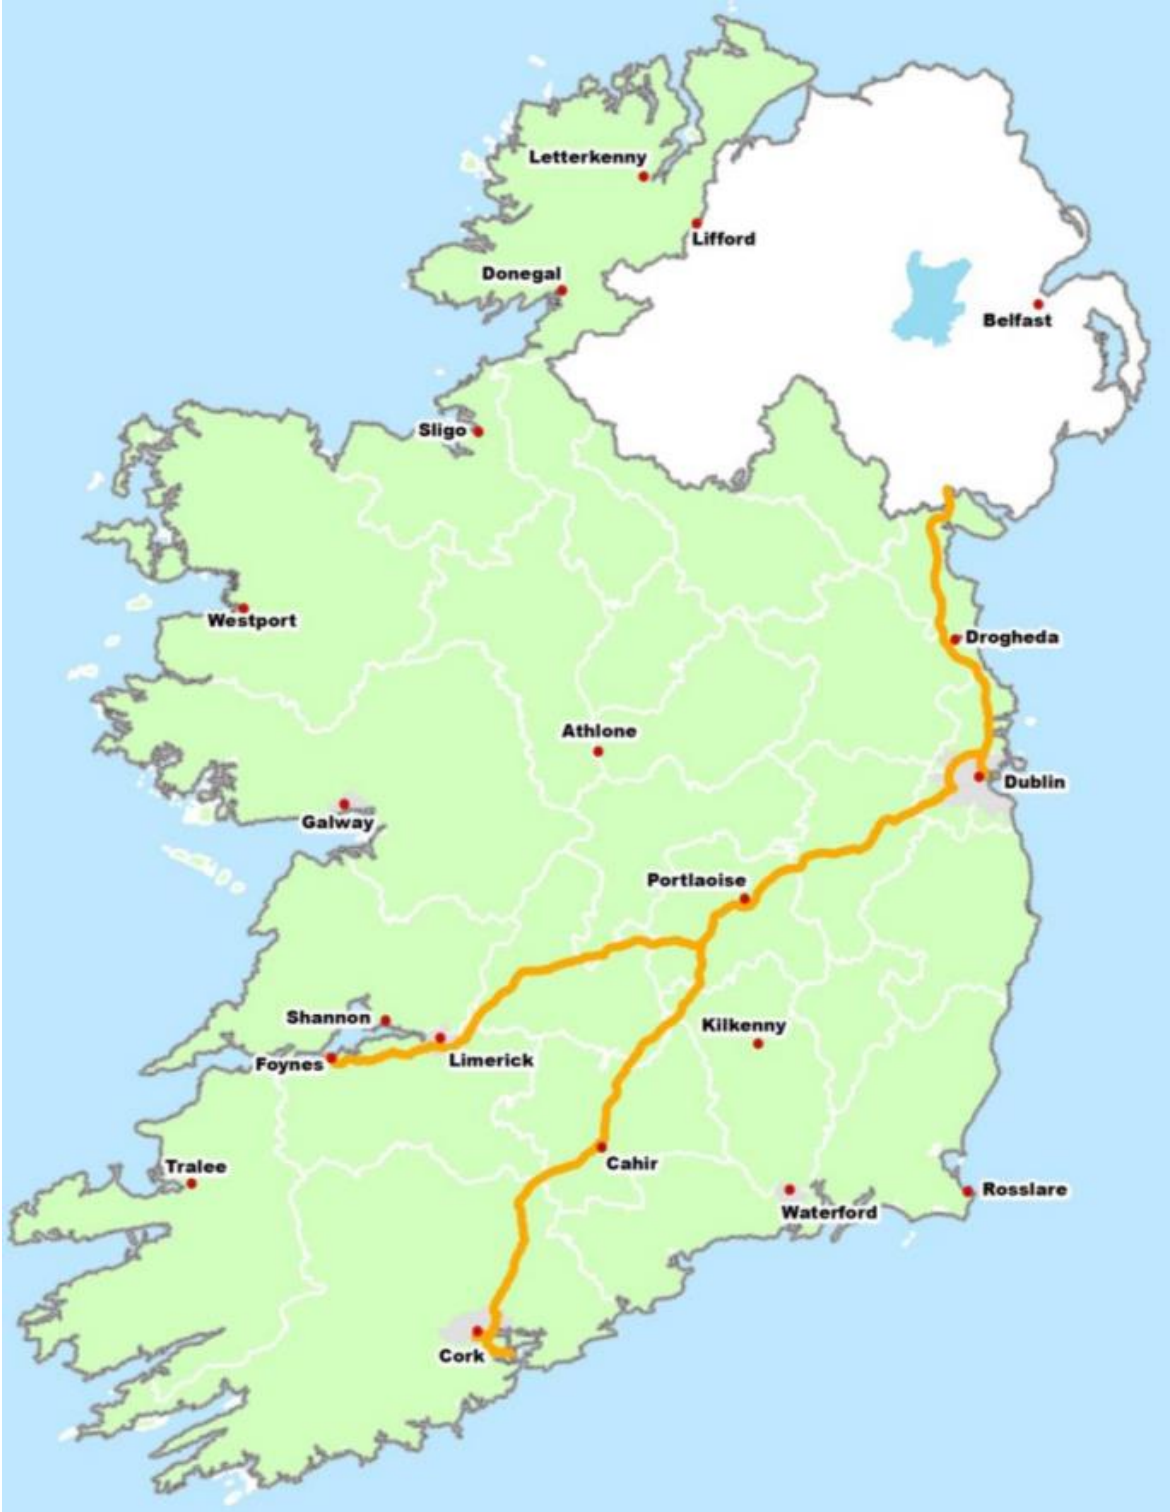 Letterkenny
Lifford
Donegal
Belfast
Sligo
Westport
Drogheda
Athlone
Dublin
Galway
Portlaoise
Shannon
Kilkenny
Foynes
Limerick
Cahir
Tralee
Rosslare
Waterford
Cork